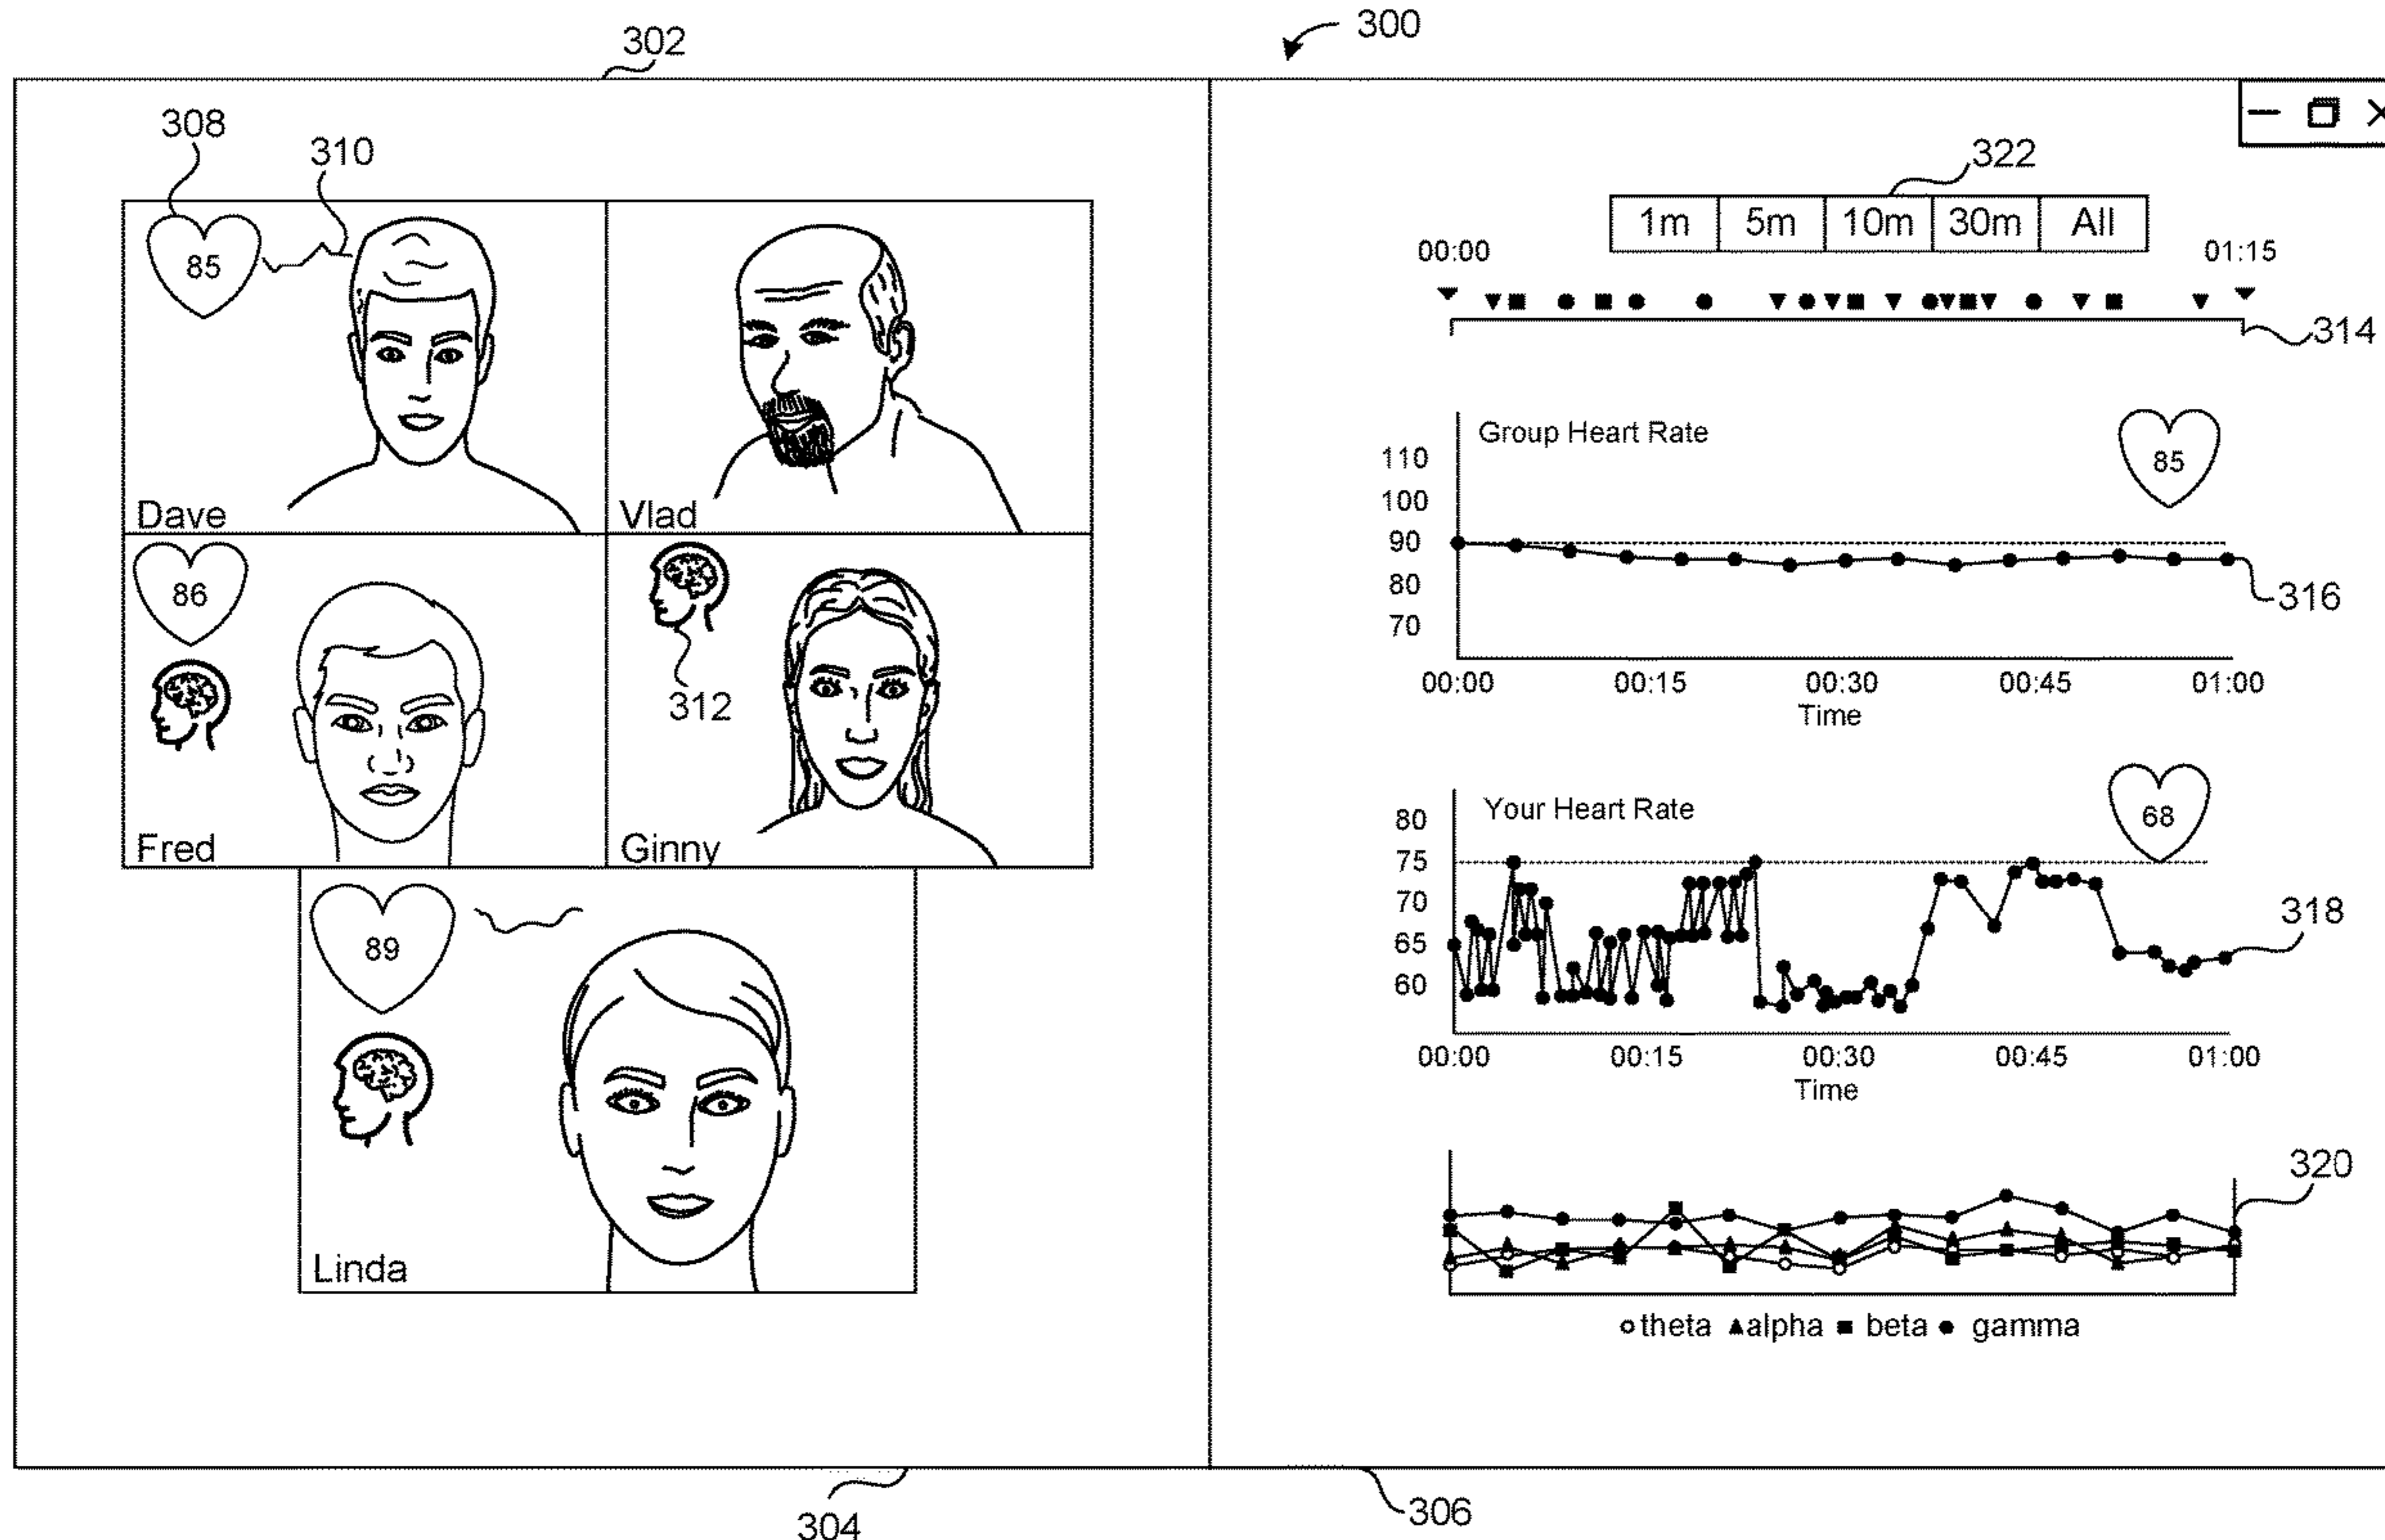 300
302
308
310
85
Dave
Vlad
86
Fred
312
Ginny
89
Linda
304
322
1m 5m 10m 30m All
00:00 01:15
314
Group Heart Rate
85
110
100
90
80
70
316
00:00 00:15 00:30 00:45 01:00
Time
Your Heart Rate
68
80
75
70
65
60
318
00:00 00:15 00:30 00:45 01:00
Time
320
theta alpha beta gamma
306